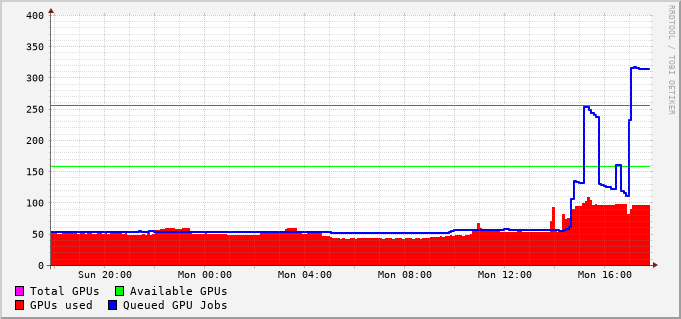 RRDTOOL / TOBI OETIKER
400
350
300
250
200
150
100
50
0
Sun 20:00 Mon 00:00 Mon 04:00 Mon 08:00 Mon 12:00 Mon 16:00
Total GPUs Available GPUs
GPUs used Queued GPU Jobs